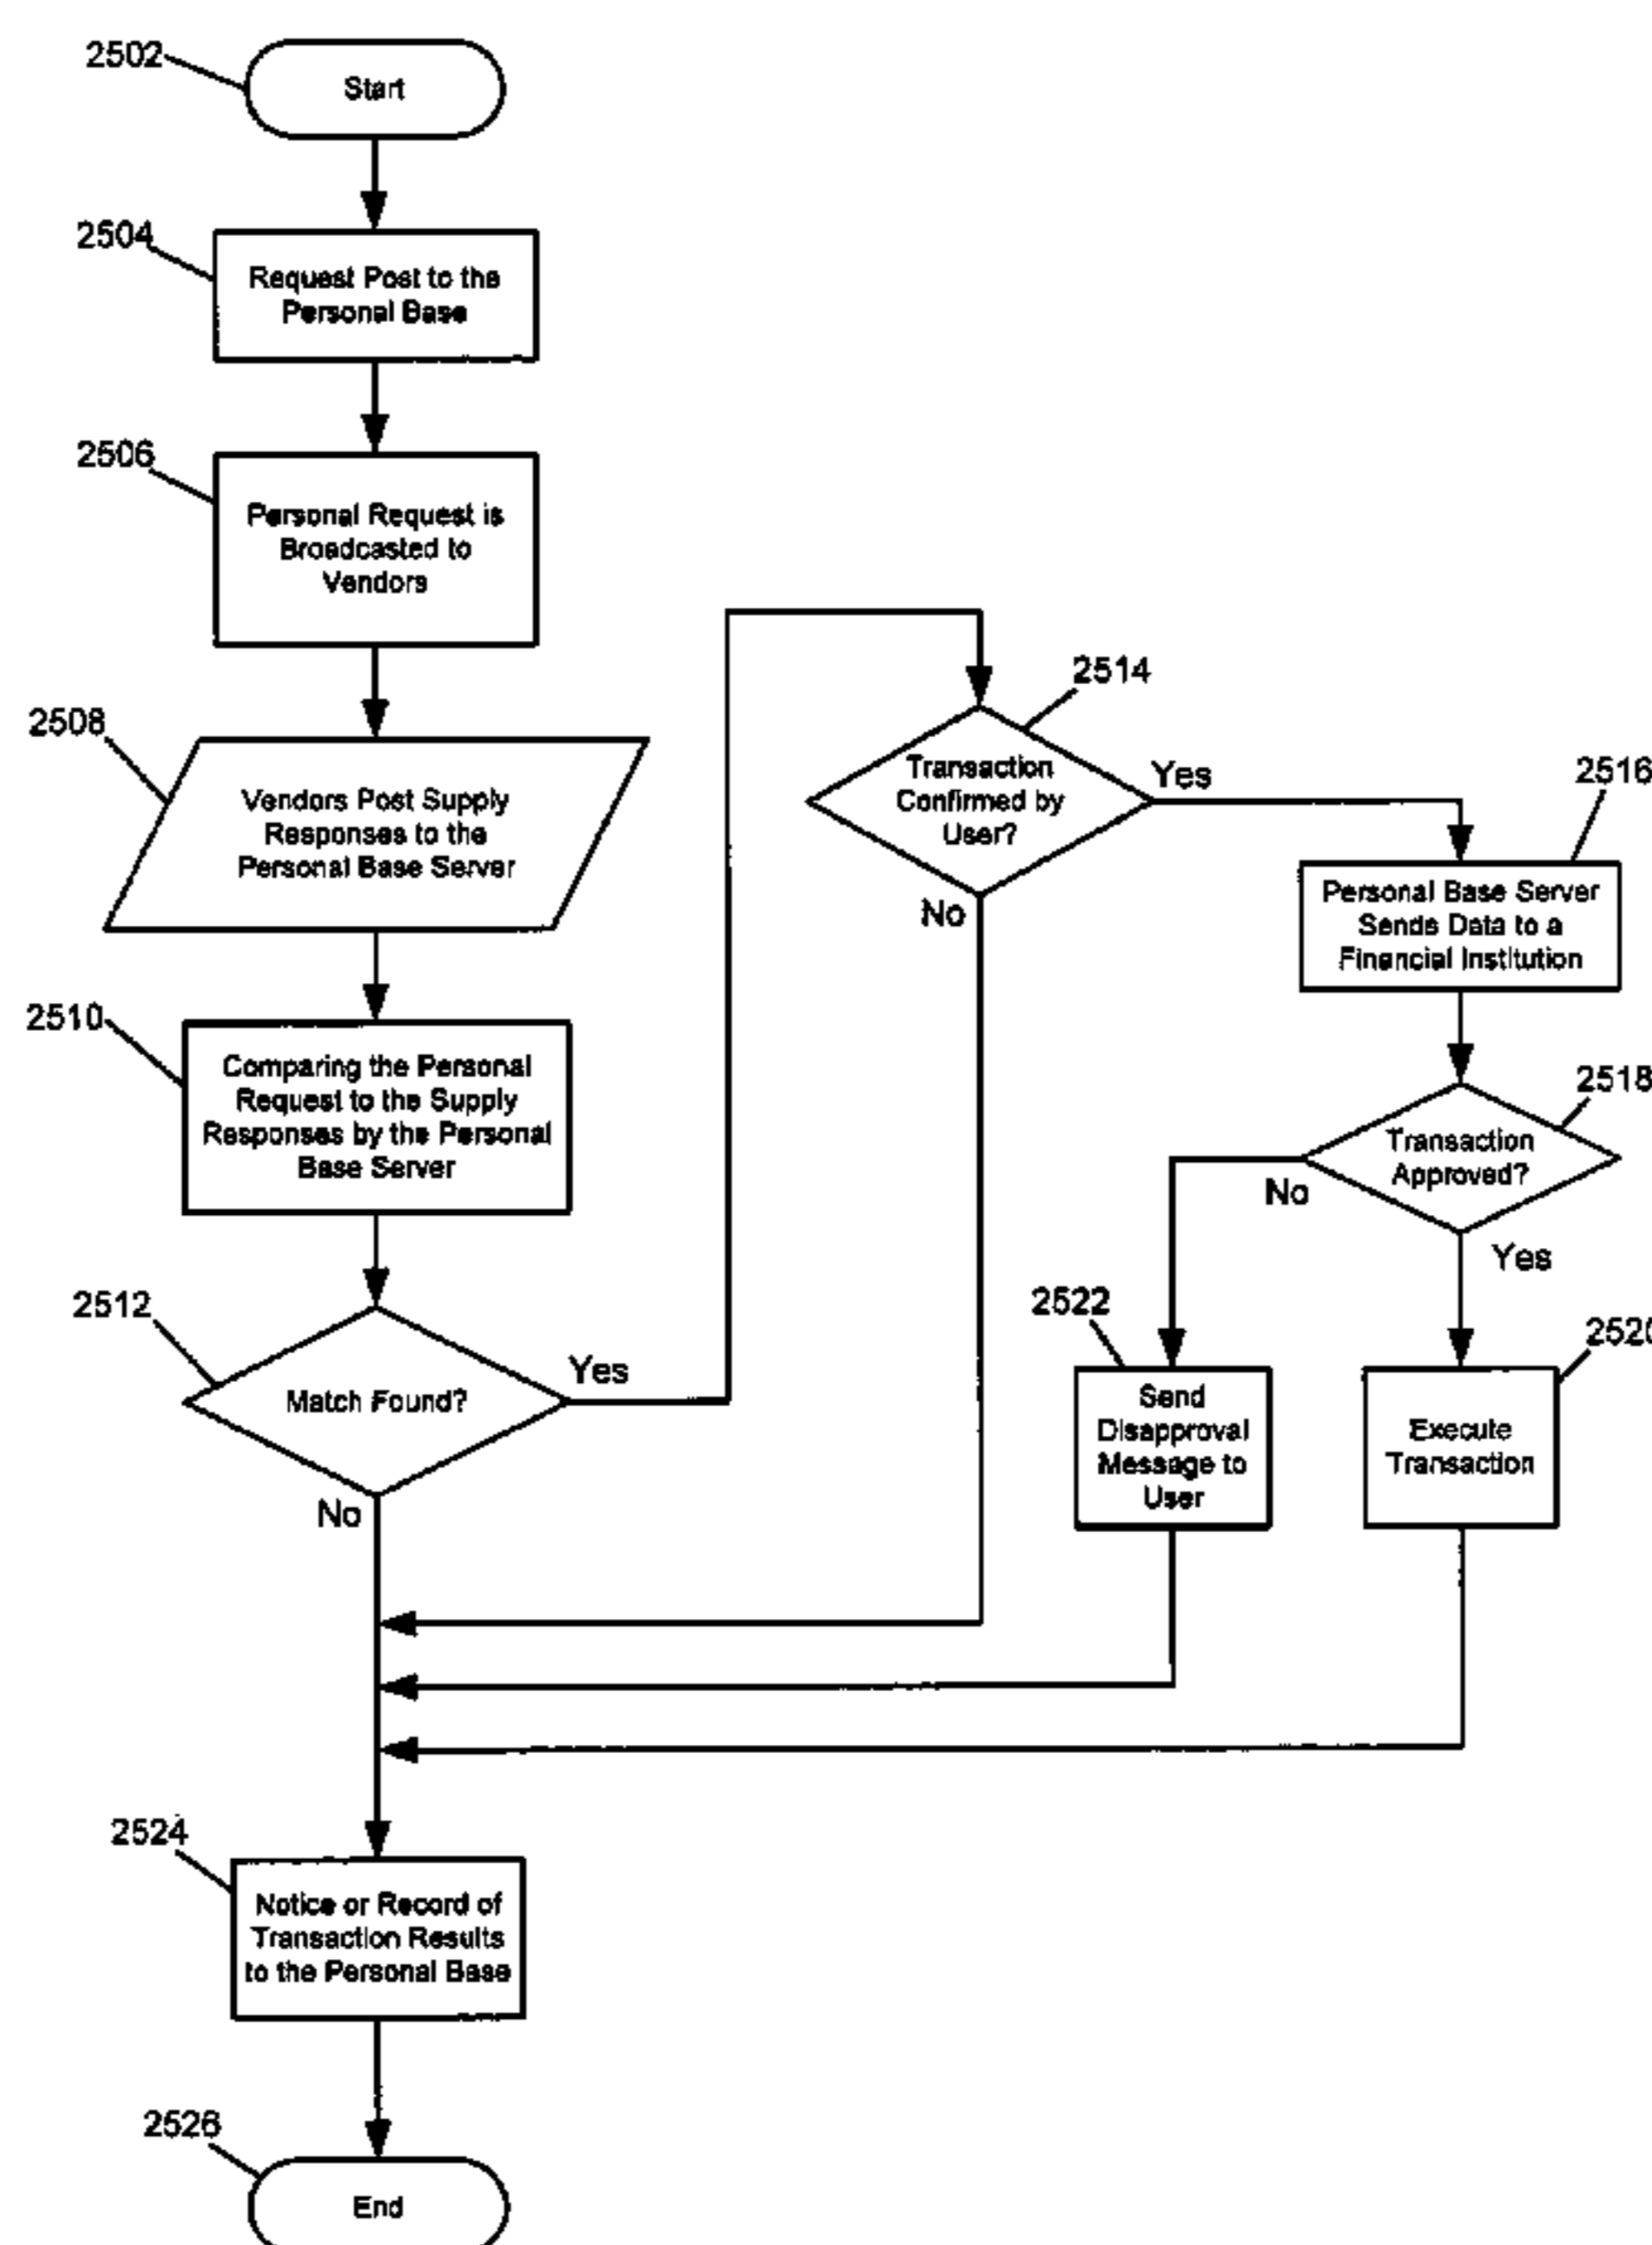 2502
Start
2504
Request Post to the
Personal Base
2506
Personal Request is
Broadcasted to
Vendors
2508
Vendors Post Supply
Responses to the
Personal Base Server
2510
Comparing the Personal
Request to the Supply
Responses by the Personal
Base Server
2512
Match Found?
Yes
No
2514
Transaction
Confirmed by
User?
Yes
No
2516
Personal Base Server
Sends Data to a
Financial Institution
2518
Transaction
Approved?
No
Yes
2522
Send
Disapproval
Message to
User
2520
Execute
Transaction
2524
Notice or Record of
Transaction Results
to the Personal Base
2526
End